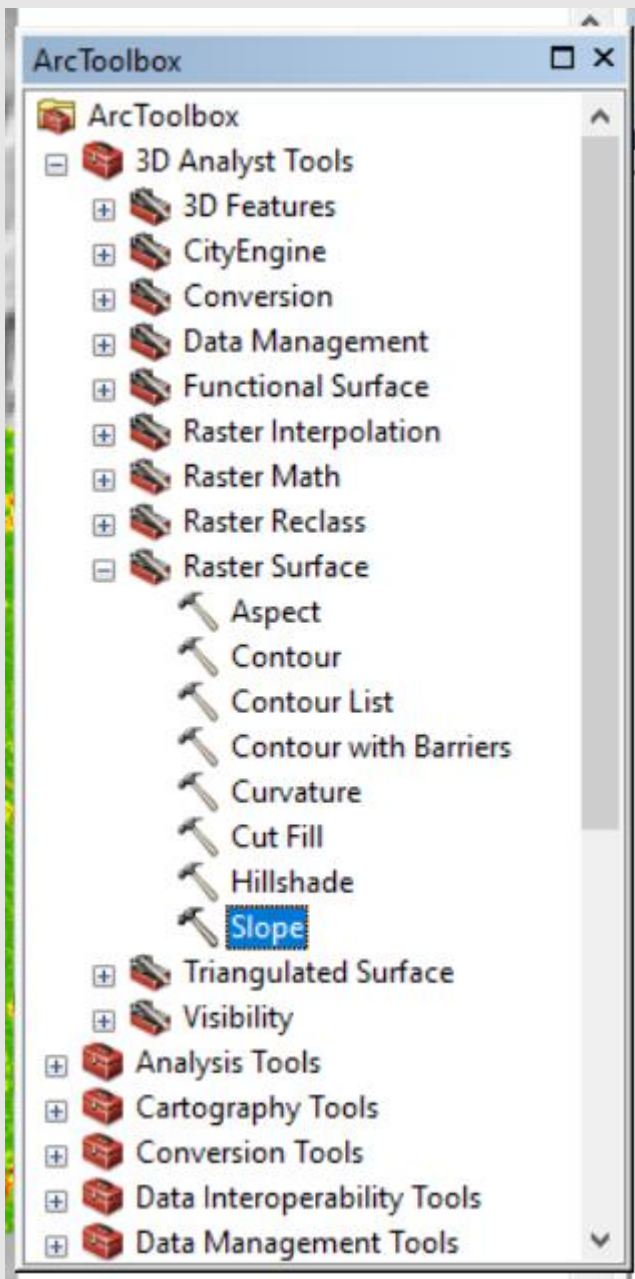 ArcToolbox
ArcToolbox
3D Analyst Tools
3D Features
CityEngine
Conversion
Data Management
Functional Surface
Raster Interpolation
Raster Math
Raster Reclass
Raster Surface
Aspect
Contour
Contour List
Contour with Barriers
Curvature
Cut Fill
Hillshade
Slope
Triangulated Surface
Visibility
Analysis Tools
Cartography Tools
Conversion Tools
Data Interoperability Tools
Data Management Tools